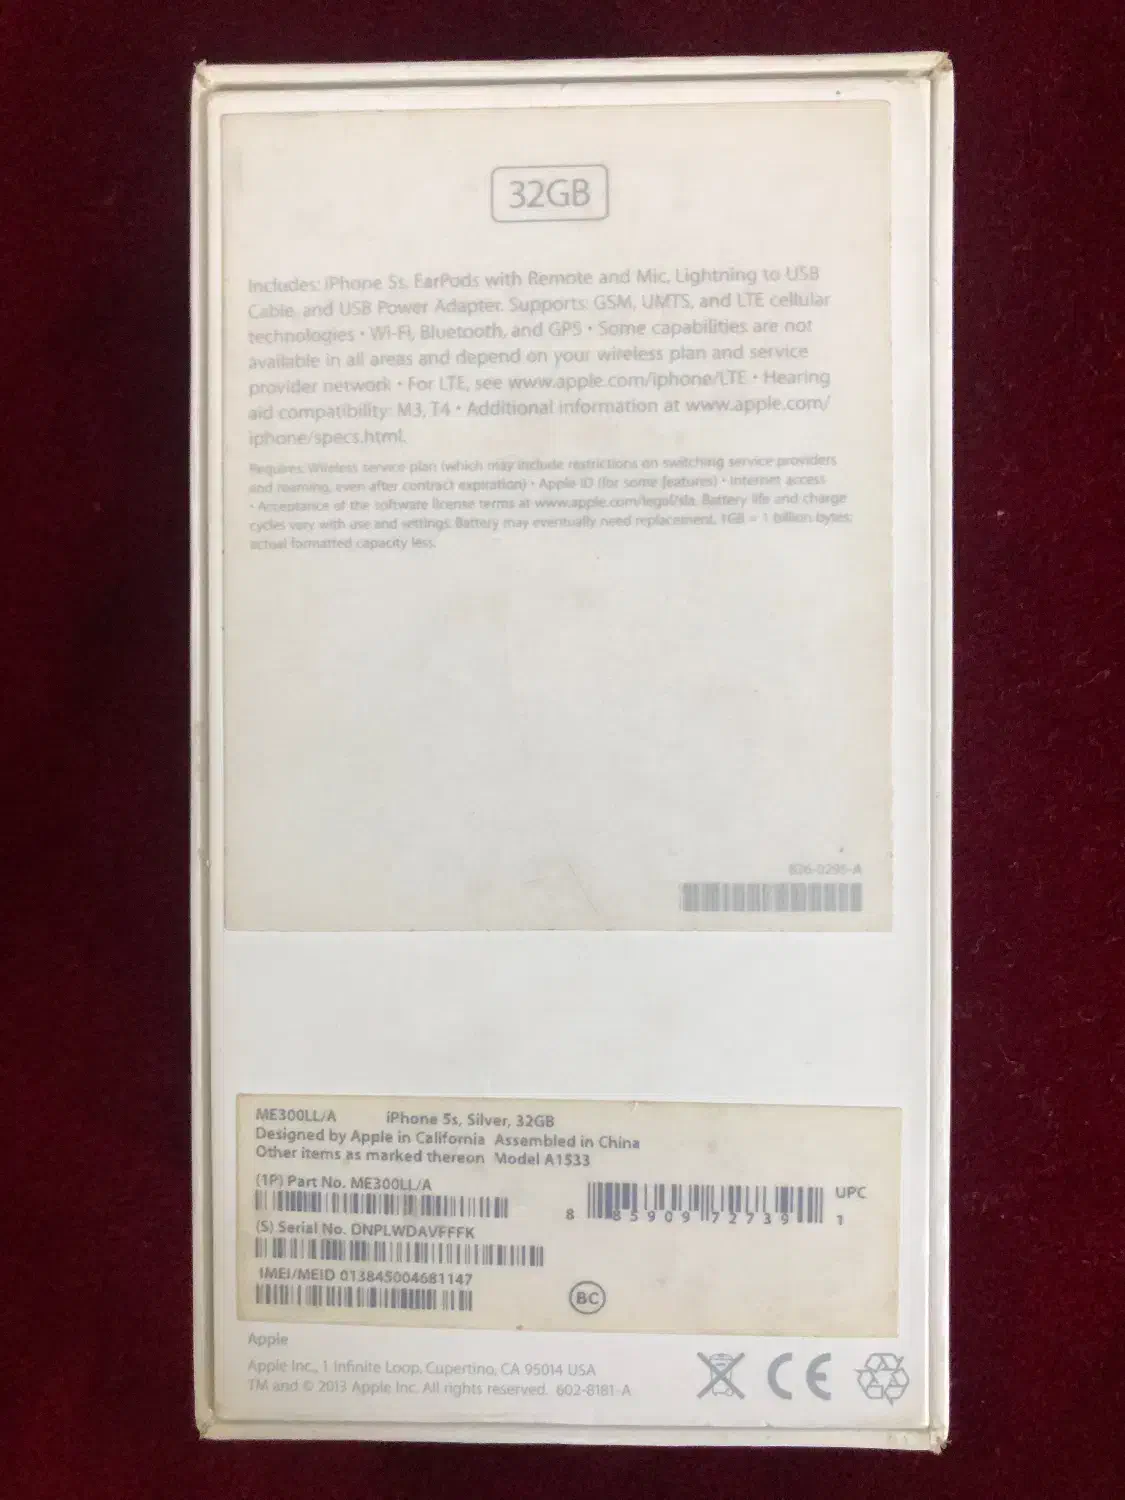 32GB
Includes: iPhone 5s, EarPods with Remote and Mic, Lightning to USB
Cable, and USB Power Adapter. Supports: GSM, UMTS, and LTE cellular
technologies • Wi-Fi, Bluetooth, and GPS • Some capabilities are not
available in all areas and depend on your wireless plan and service
provider network • For LTE, see www.apple.com/iphone/LTE • Hearing
aid compatibility: M3, T4 • Additional information at www.apple.com/
iphone/specs.html.
Requires: Wireless service plan (which may include restrictions on switching service providers
and roaming, even after contract expiration) • Apple ID (for some features) • Internet access
• Acceptance of the software license terms at www.apple.com/legal/sla. Battery life and charge
cycles vary with use and settings. Battery may eventually need replacement. 1GB = 1 billion bytes;
actual formatted capacity less.
826-0295-A
ME300LL/A iPhone 5s, Silver, 32GB
Designed by Apple in California Assembled in China
Other items as marked thereon Model A1533
(1P) Part No. ME300LL/A
UPC
8 85909 72739 1
(S) Serial No. DNPLWDAVFFFK
IMEI/MEID 013845004681147
BC
Apple
Apple Inc., 1 Infinite Loop, Cupertino, CA 95014 USA
TM and © 2013 Apple Inc. All rights reserved. 602-8181-A
CE